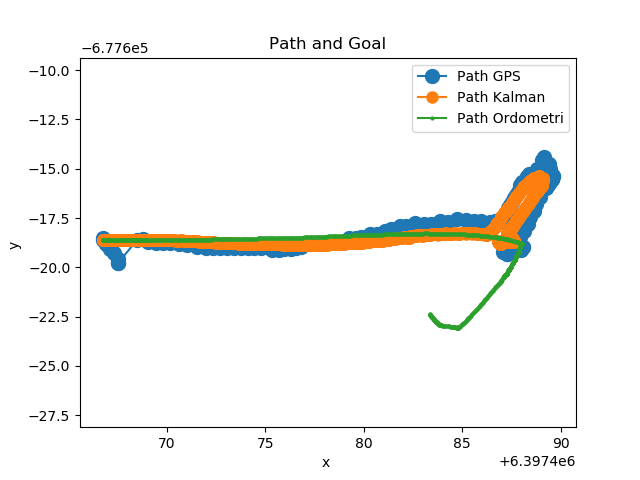 Path and Goal
−6.776e5
Path GPS
Path Kalman
Path Ordometri
y
−10.0
−12.5
−15.0
−17.5
−20.0
−22.5
−25.0
−27.5
70
75
80
85
90
x
+6.3974e6